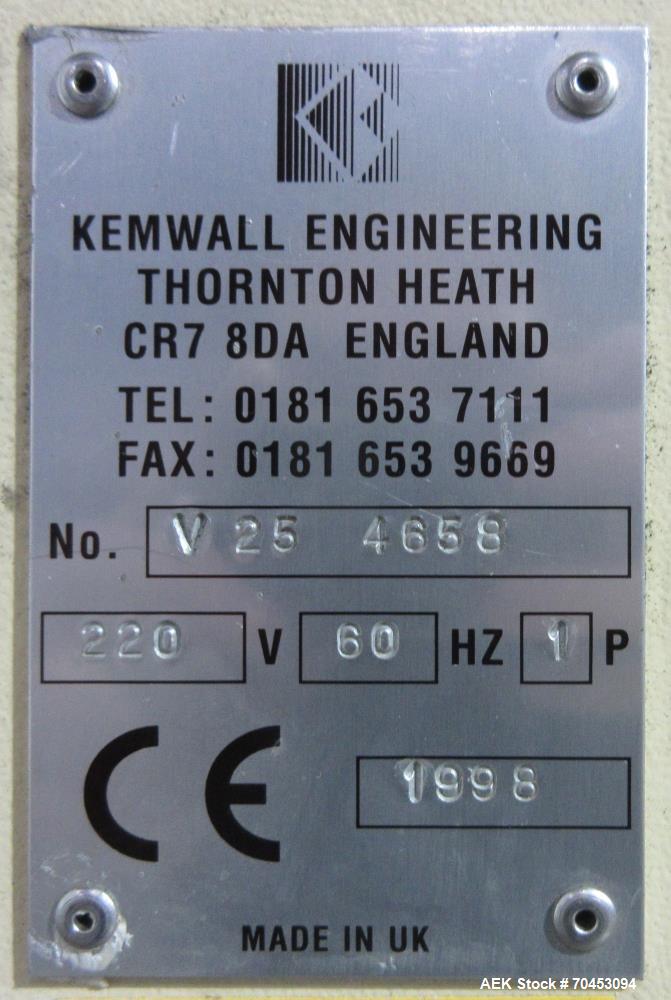 KEMWALL ENGINEERING
THORNTON HEATH
CR7 8DA ENGLAND
TEL: 0181 653 7111
FAX: 0181 653 9669
No. V 25 4658
220 V 60 HZ 1 P
CE 1998
MADE IN UK
AEK Stock # 70453094